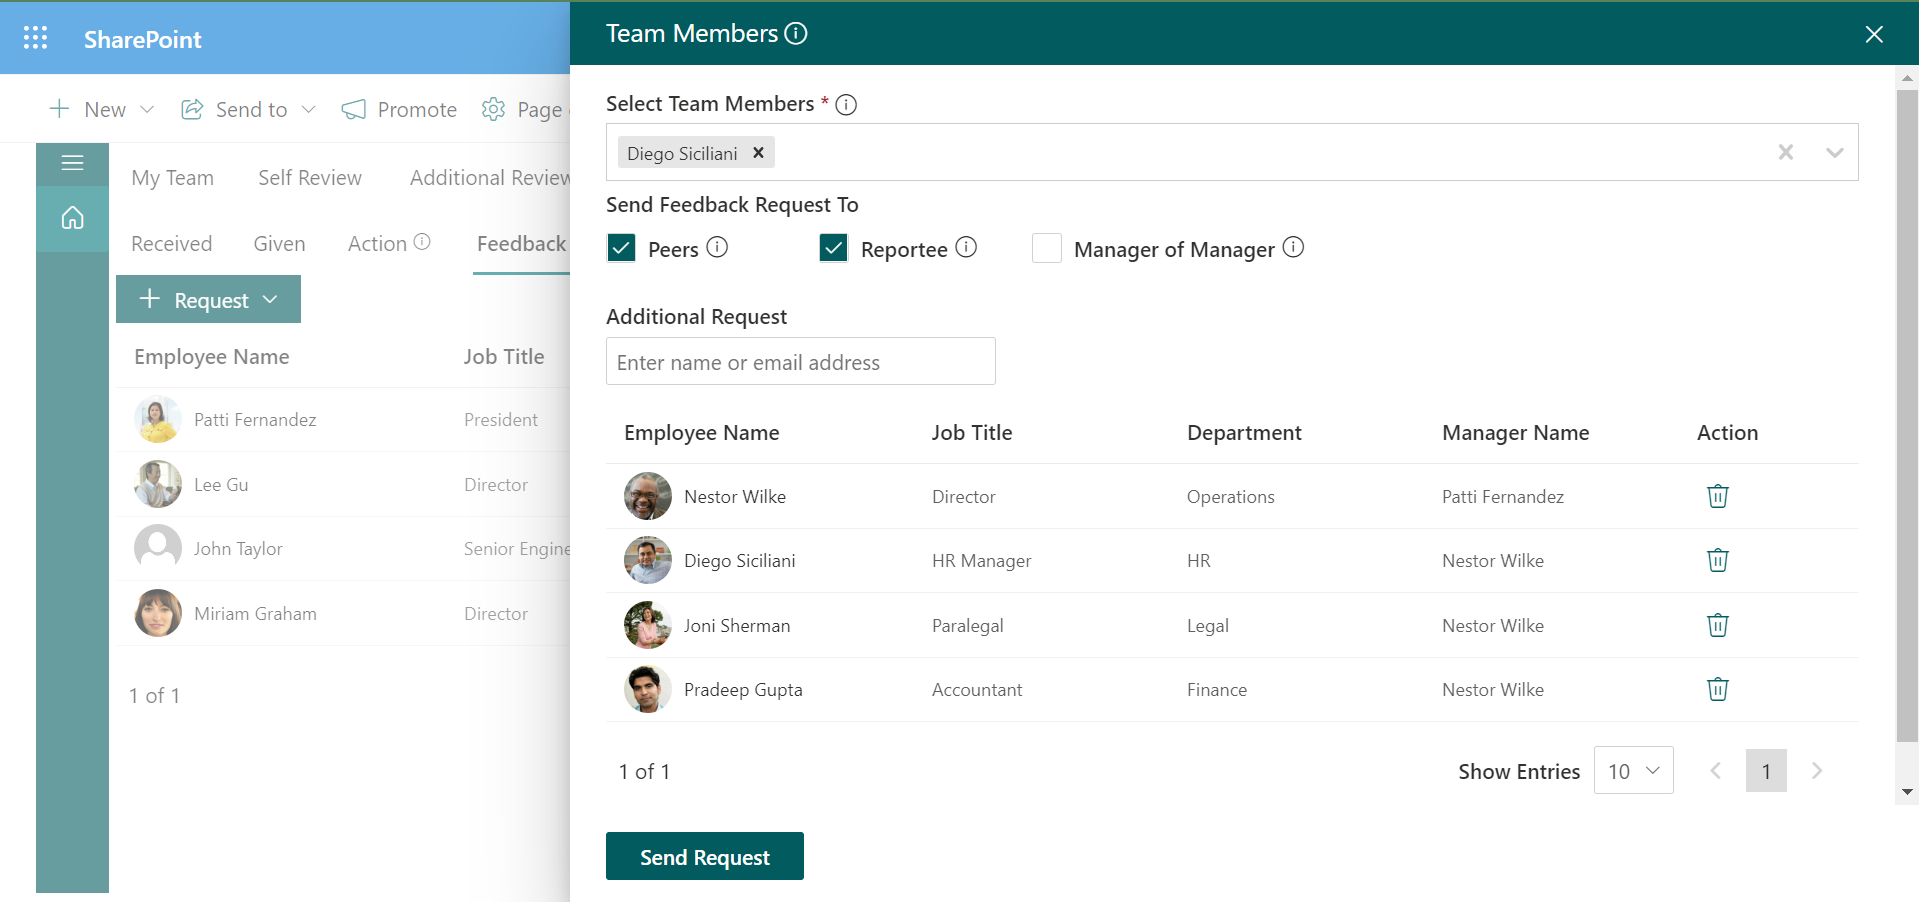 SharePoint
New
Send to
Promote
Page
My Team
Self Review
Additional Review
Received
Given
Action
Feedback
Request
Employee Name
Job Title
Patti Fernandez
President
Lee Gu
Director
John Taylor
Senior Engine
Miriam Graham
Director
1 of 1
Team Members
Select Team Members *
Diego Siciliani
Send Feedback Request To
Peers
Reportee
Manager of Manager
Additional Request
Enter name or email address
Employee Name Job Title Department Manager Name Action
Nestor Wilke Director Operations Patti Fernandez
Diego Siciliani HR Manager HR Nestor Wilke
Joni Sherman Paralegal Legal Nestor Wilke
Pradeep Gupta Accountant Finance Nestor Wilke
1 of 1
Show Entries 10 1
Send Request